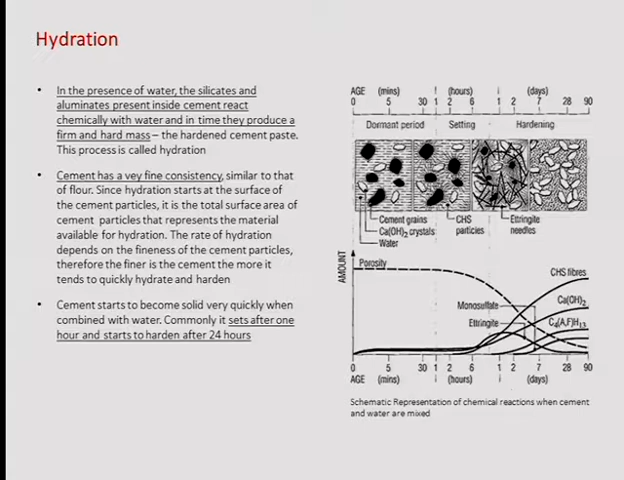 Hydration
• In the presence of water, the silicates and
aluminates present inside cement react
chemically with water and in time they produce a
firm and hard mass – the hardened cement paste.
This process is called hydration
• Cement has a vey fine consistency, similar to that
of flour. Since hydration starts at the surface of
the cement particles, it is the total surface area of
cement particles that represents the material
available for hydration. The rate of hydration
depends on the fineness of the cement particles,
therefore the finer is the cement the more it
tends to quickly hydrate and harden
• Cement starts to become solid very quickly when
combined with water. Commonly it sets after one
hour and starts to harden after 24 hours
AGE (mins) (hours) (days)
0 5 30 1 2 6 1 2 7 28 90
Dormant period Setting Hardening
Cement grains CHS Ettringite
Ca(OH)2 crystals particles needles
Water
AMOUNT
Porosity
CHS fibres
Monosulfate Ca(OH)2
Ettringite C4(A,F)H13
0 5 30 1 2 6 1 2 7 28 90
AGE (mins) (hours) (days)
Schematic Representation of chemical reactions when cement
and water are mixed